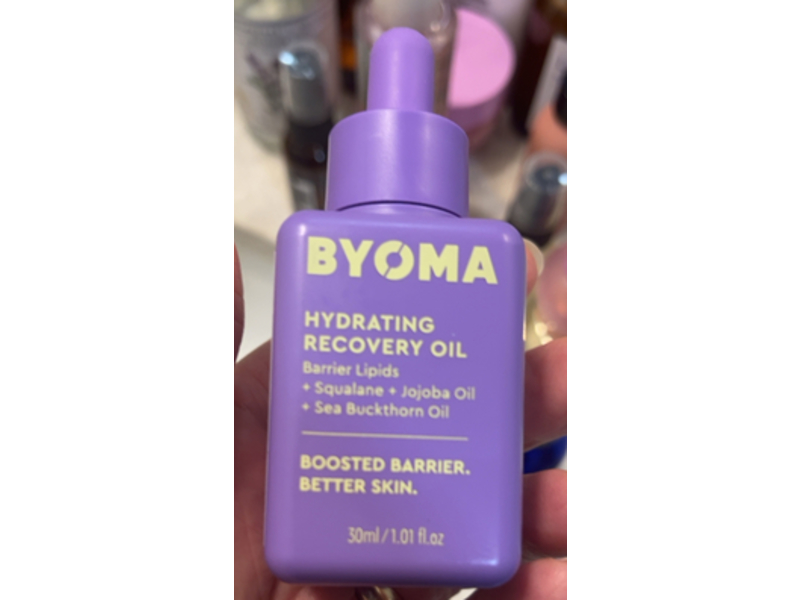 BYOMA
HYDRATING
RECOVERY OIL
Barrier Lipids
+ Squalane + Jojoba Oil
+ Sea Buckthorn Oil
BOOSTED BARRIER.
BETTER SKIN.
30ml / 1.01 fl.oz